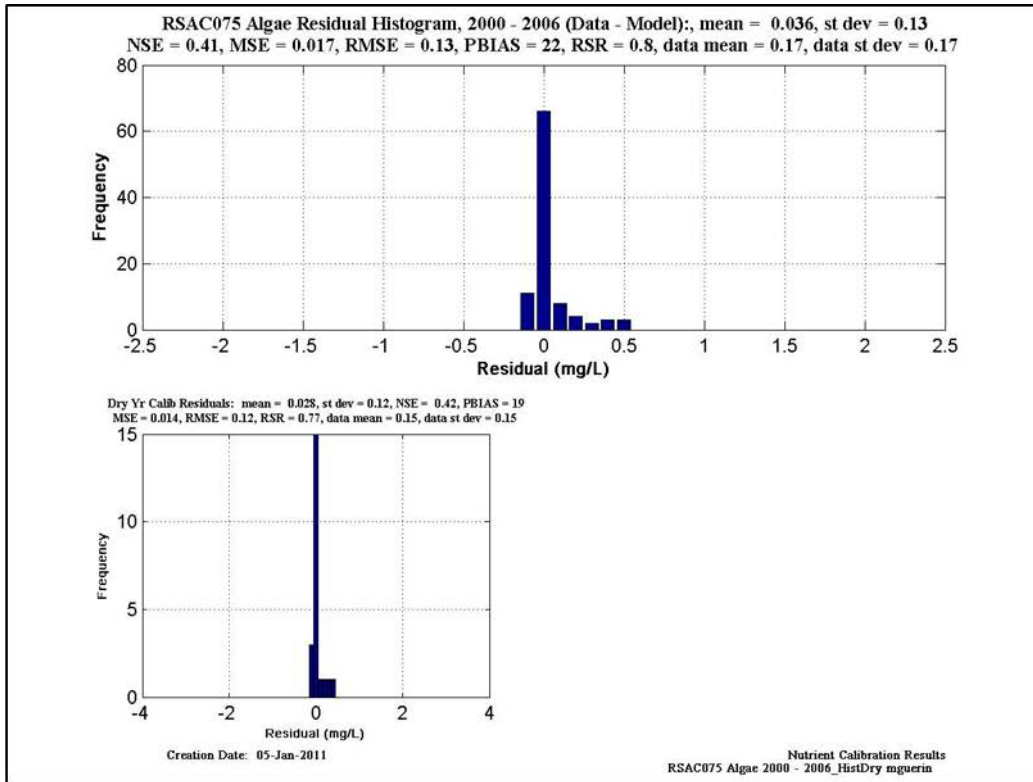 RSAC075 Algae Residual Histogram, 2000 - 2006 (Data - Model):, mean = 0.036, st dev = 0.13
NSE = 0.41, MSE = 0.017, RMSE = 0.13, PBIAS = 22, RSR = 0.8, data mean = 0.17, data st dev = 0.17
80
60
40
20
0
Frequency
-2.5 -2 -1.5 -1 -0.5 0 0.5 1 1.5 2 2.5
Residual (mg/L)
Dry Yr Calib Residuals: mean = 0.028, st dev = 0.12, NSE = 0.42, PBIAS = 19
MSE = 0.014, RMSE = 0.12, RSR = 0.77, data mean = 0.15, data st dev = 0.15
15
10
5
0
Frequency
-4 -2 0 2 4
Residual (mg/L)
Creation Date: 05-Jan-2011
Nutrient Calibration Results
RSAC075 Algae 2000 - 2006_HistDry mguerin